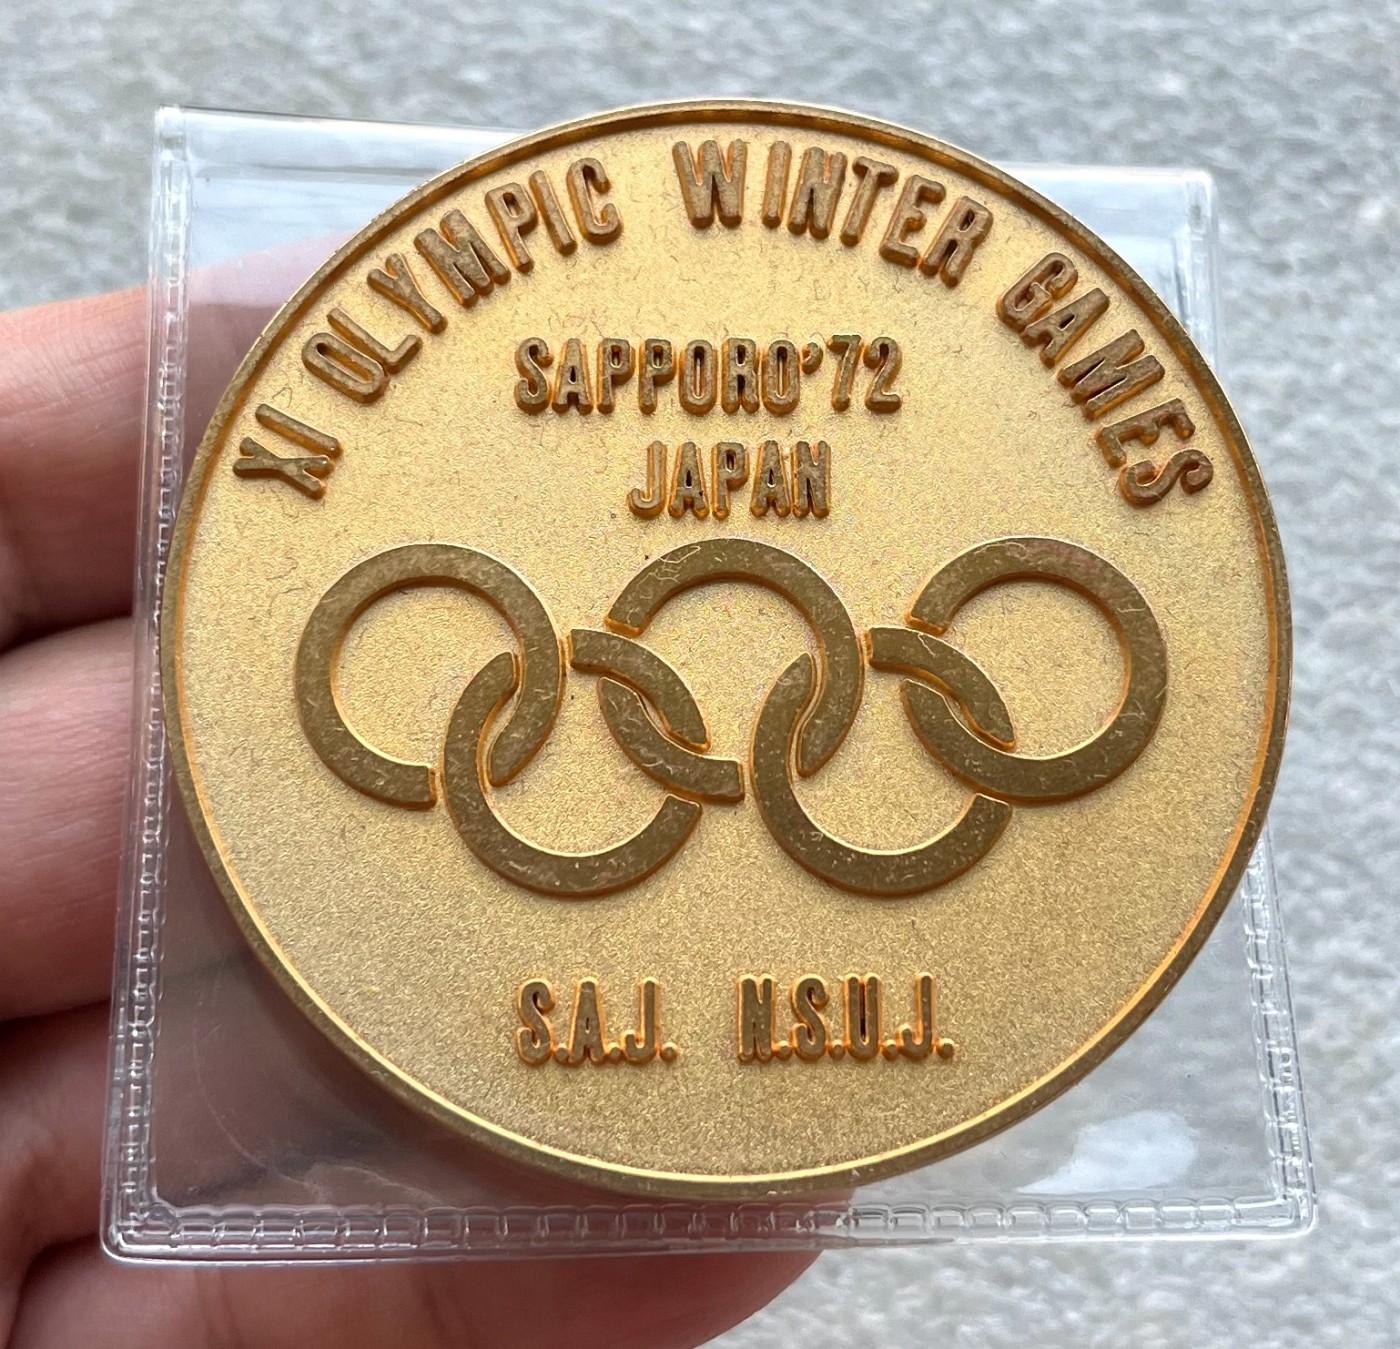 XI OLYMPIC WINTER GAMES
SAPPORO'72
JAPAN
S.A.J. N.S.U.J.